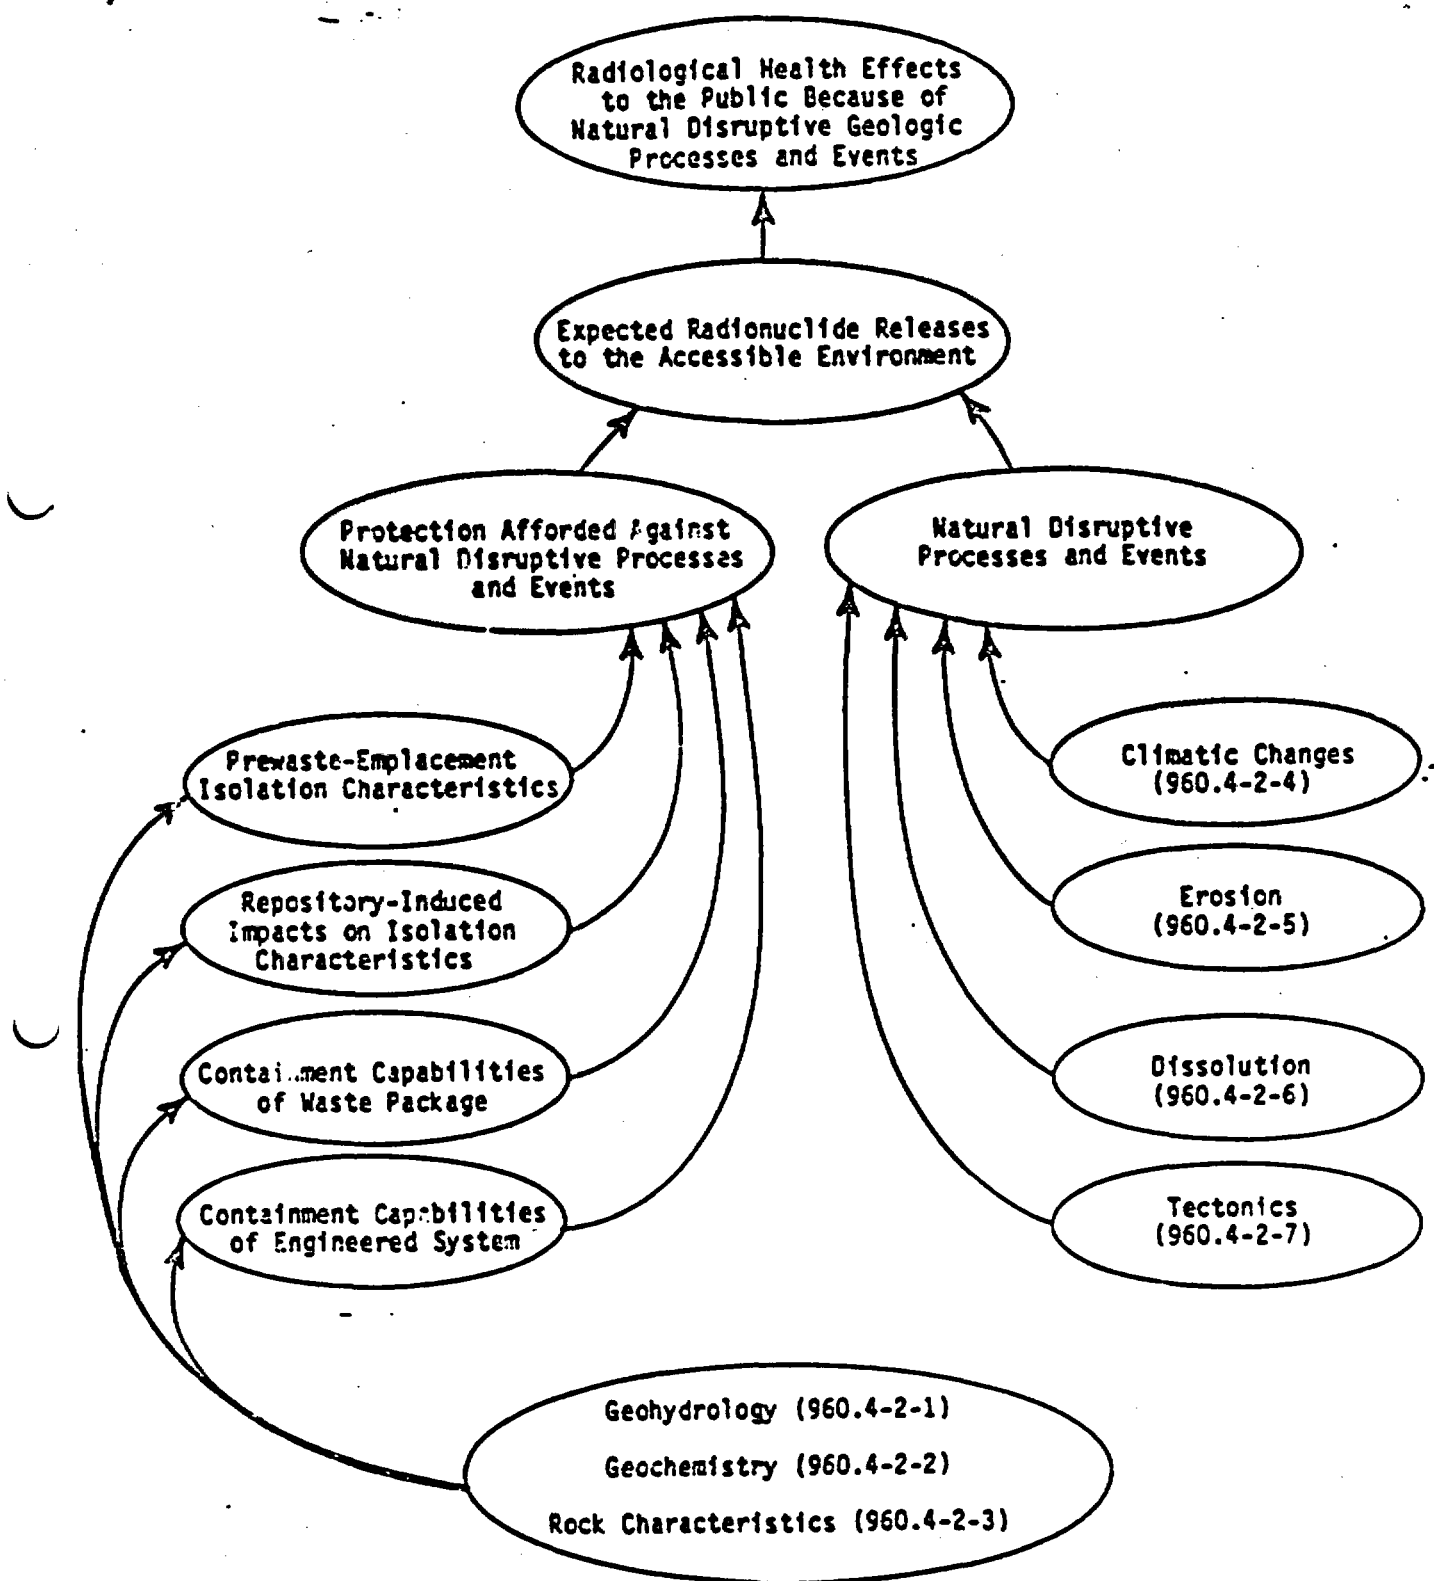 Radiological Health Effects
to the Public Because of
Natural Disruptive Geologic
Processes and Events
Expected Radionuclide Releases
to the Accessible Environment
Protection Afforded Against
Natural Disruptive Processes
and Events
Natural Disruptive
Processes and Events
Prewaste-Emplacement
Isolation Characteristics
Repository-Induced
Impacts on Isolation
Characteristics
Containment Capabilities
of Waste Package
Containment Capabilities
of Engineered System
Climatic Changes
(960.4-2-4)
Erosion
(960.4-2-5)
Dissolution
(960.4-2-6)
Tectonics
(960.4-2-7)
Geohydrology (960.4-2-1)
Geochemistry (960.4-2-2)
Rock Characteristics (960.4-2-3)